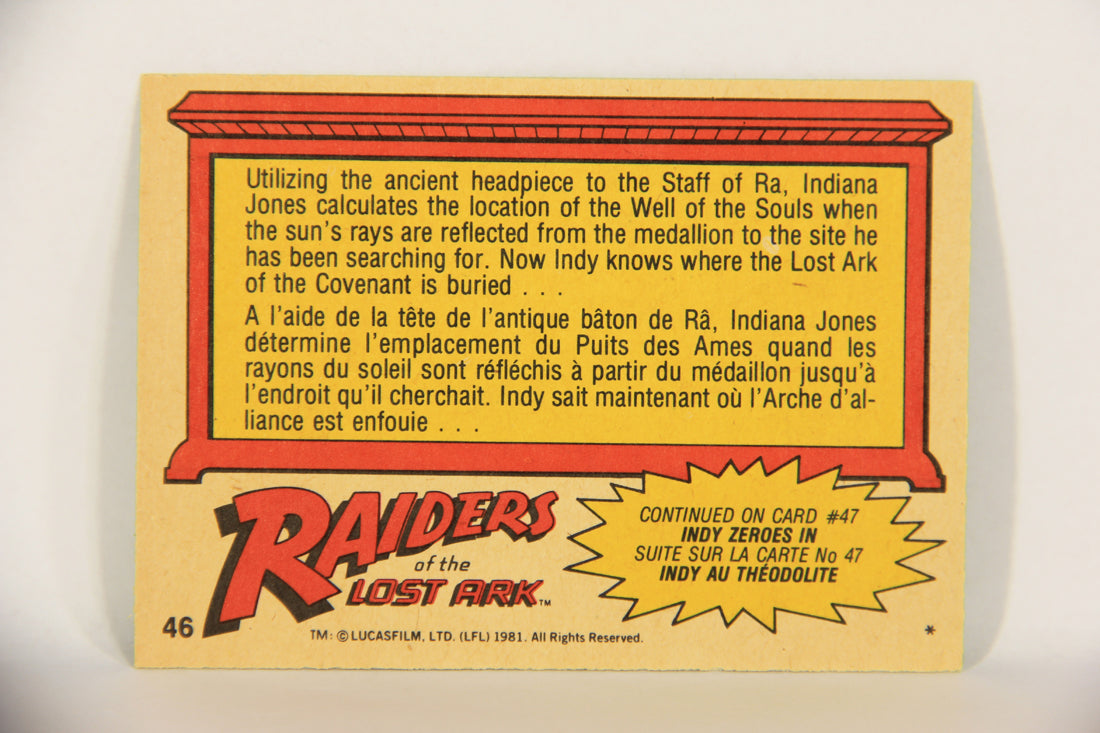 Utilizing the ancient headpiece to the Staff of Ra, Indiana
Jones calculates the location of the Well of the Souls when
the sun's rays are reflected from the medallion to the site he
has been searching for. Now Indy knows where the Lost Ark
of the Covenant is buried . . .
A l'aide de la tête de l'antique bâton de Râ, Indiana Jones
détermine l'emplacement du Puits des Ames quand les
rayons du soleil sont réfléchis à partir du médaillon jusqu'à
l'endroit qu'il cherchait. Indy sait maintenant où l'Arche d'al-
liance est enfouie . . .
RAIDERS
of the
LOST ARK™
CONTINUED ON CARD #47
INDY ZEROES IN
SUITE SUR LA CARTE No 47
INDY AU THÉODOLITE
46
TM: © LUCASFILM, LTD. (LFL) 1981. All Rights Reserved.
*